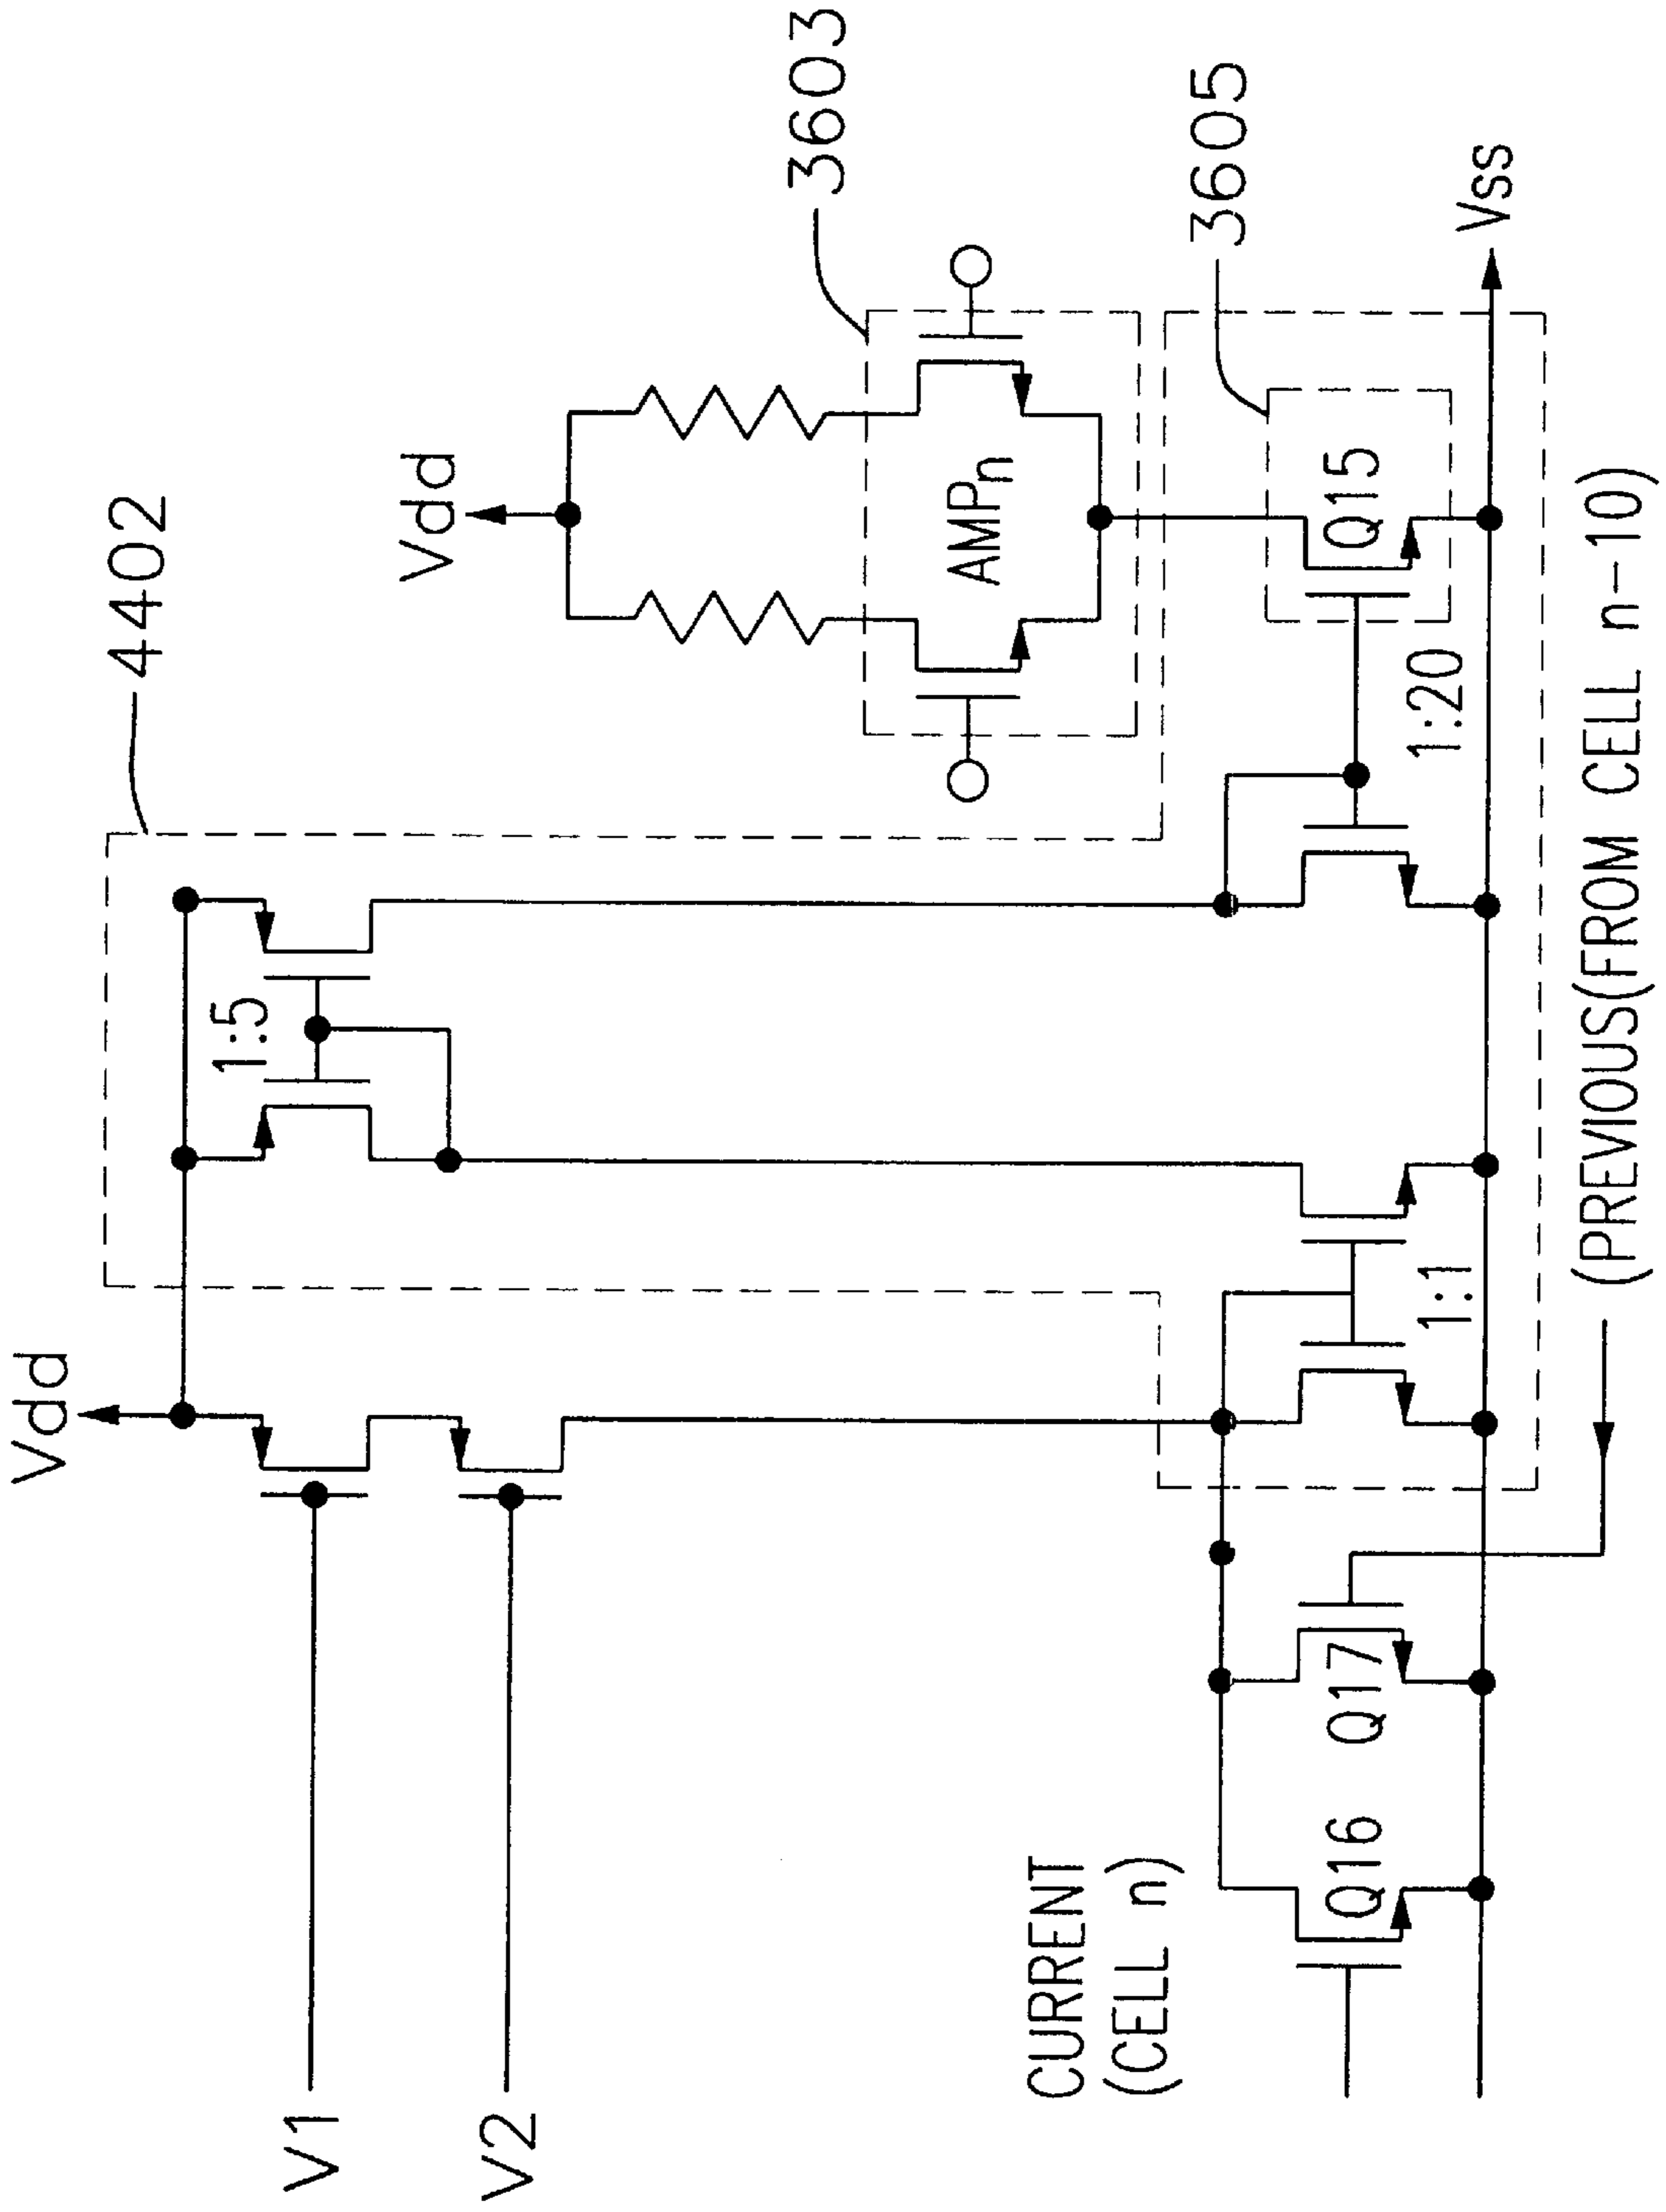 Vdd
4402
Vdd
3603
V1
V2
1:5
AMPn
3605
Q15
CURRENT
(CELL n)
Q16
Q17
1:1
1:20
Vss
(PREVIOUS(FROM CELL n-10)